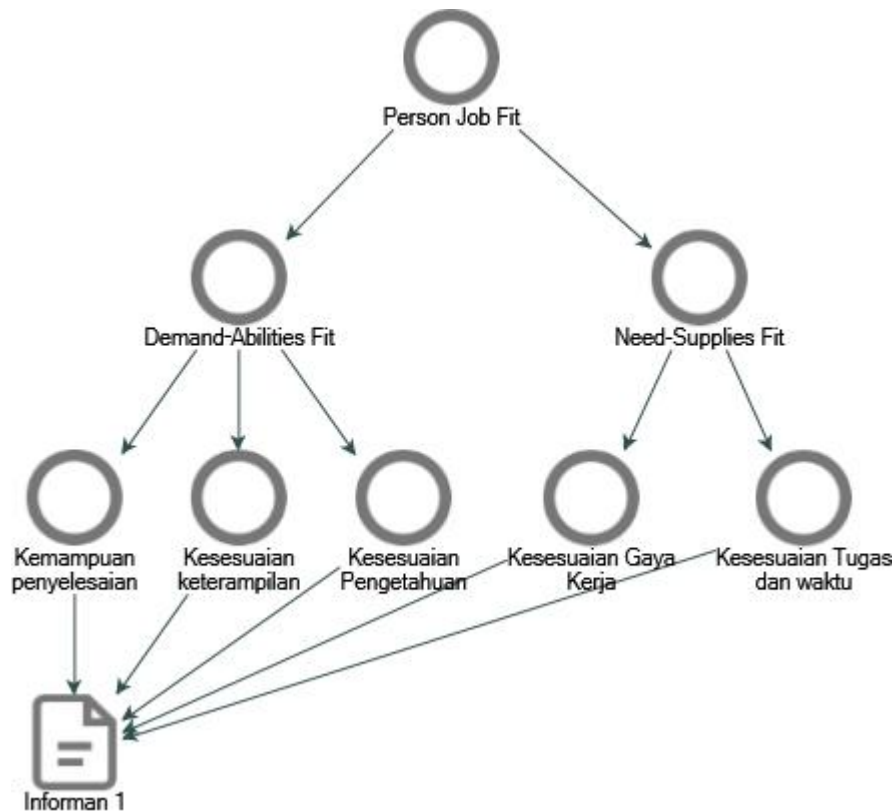 Person Job Fit
Demand-Abilities Fit
Need-Supplies Fit
Kemampuan
penyelesaian
Kesesuaian
keterampilan
Kesesuaian
Pengetahuan
Kesesuaian Gaya
Kerja
Kesesuaian Tugas
dan waktu
Informan 1